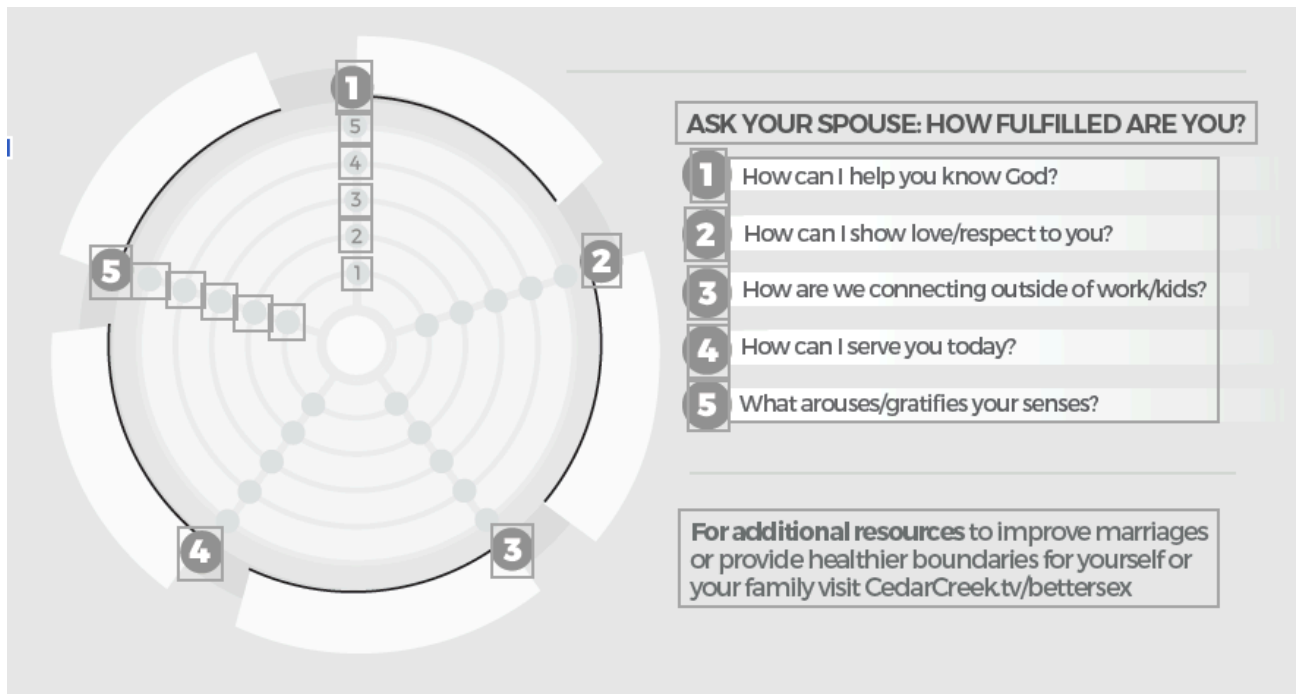 1
5
4
3
2
1
5
2
4
3
ASK YOUR SPOUSE: HOW FULFILLED ARE YOU?
1 How can I help you know God?
2 How can I show love/respect to you?
3 How are we connecting outside of work/kids?
4 How can I serve you today?
5 What arouses/gratifies your senses?
For additional resources to improve marriages
or provide healthier boundaries for yourself or
your family visit CedarCreek.tv/bettersex